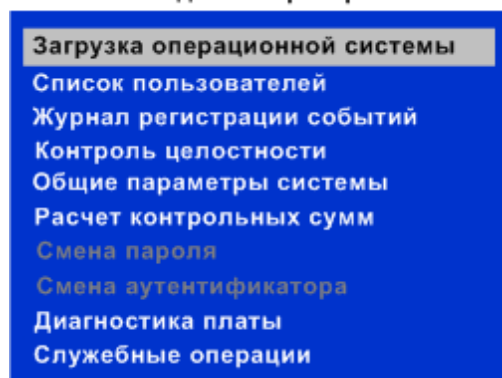 Загрузка операционной системы
Список пользователей
Журнал регистрации событий
Контроль целостности
Общие параметры системы
Расчет контрольных сумм
Смена пароля
Смена аутентификатора
Диагностика платы
Служебные операции